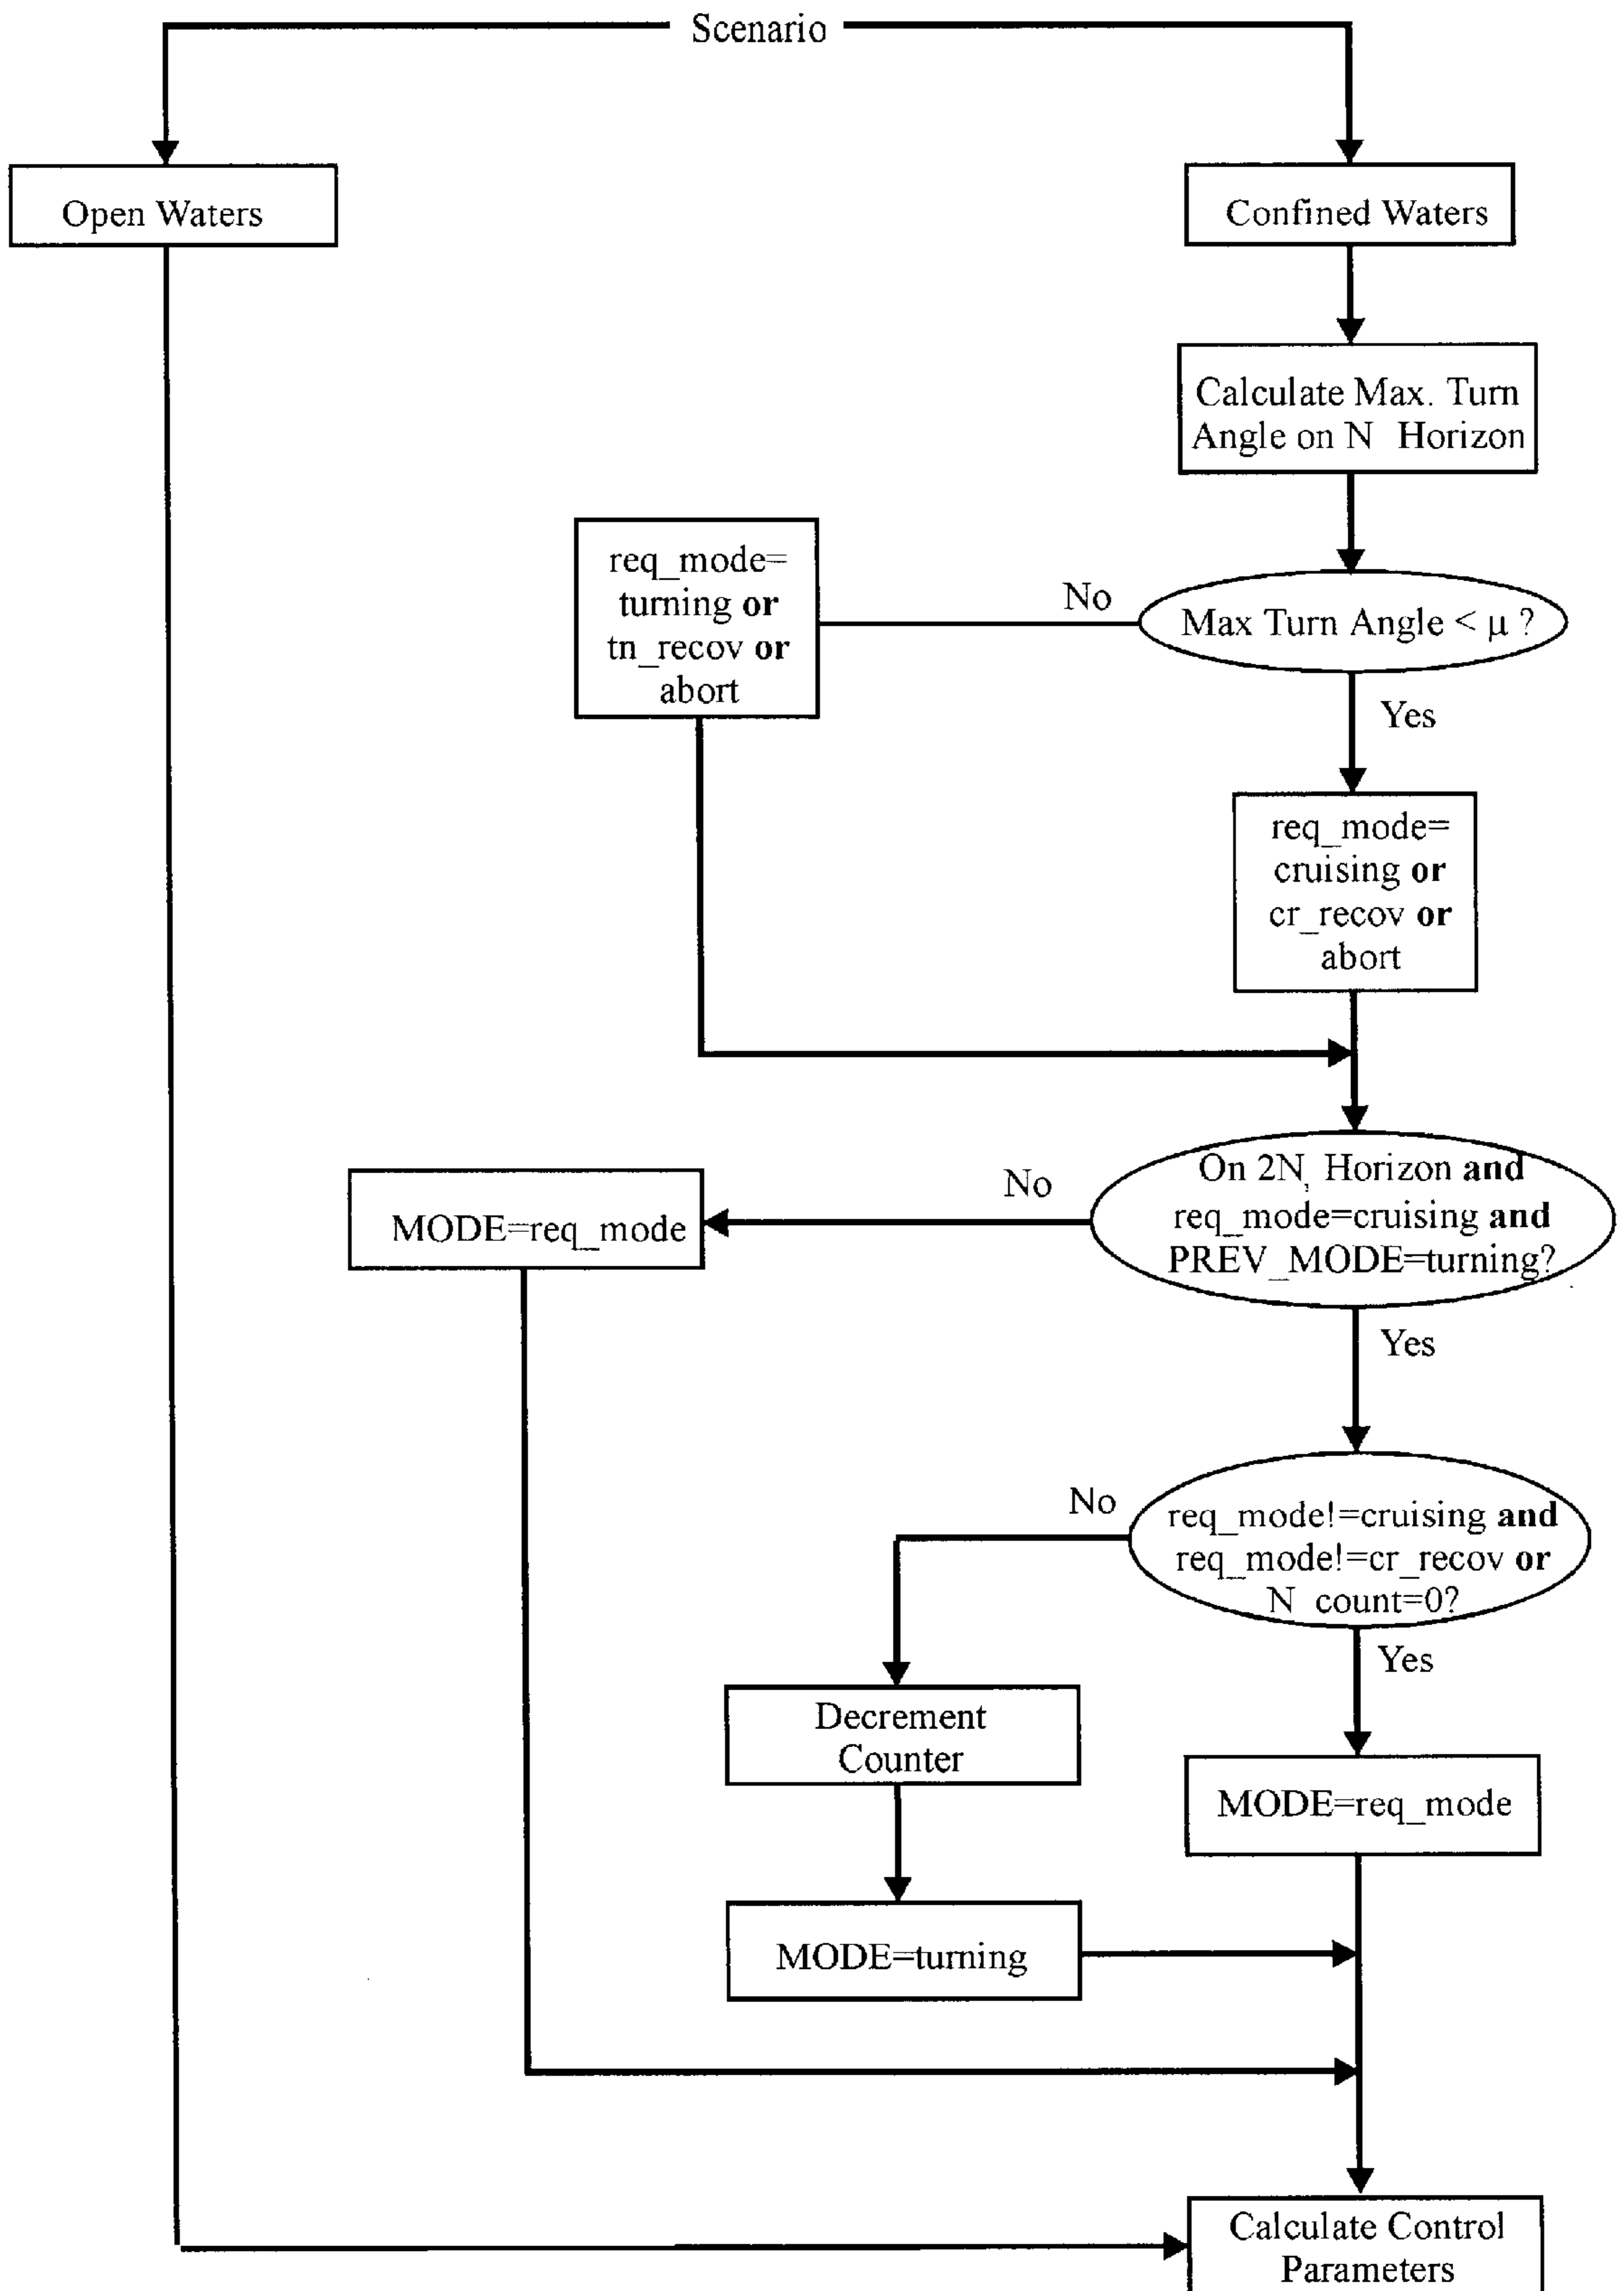 Scenario
Open Waters
Confined Waters
Calculate Max. Turn
Angle on N Horizon
Max Turn Angle < µ ?
No
req_mode=
turning or
tn_recov or
abort
Yes
req_mode=
cruising or
cr_recov or
abort
On 2N, Horizon and
req_mode=cruising and
PREV_MODE=turning?
No
MODE=req_mode
Yes
req_mode!=cruising and
req_mode!=cr_recov or
N count=0?
No
Yes
Decrement
Counter
MODE=req_mode
MODE=turning
Calculate Control
Parameters